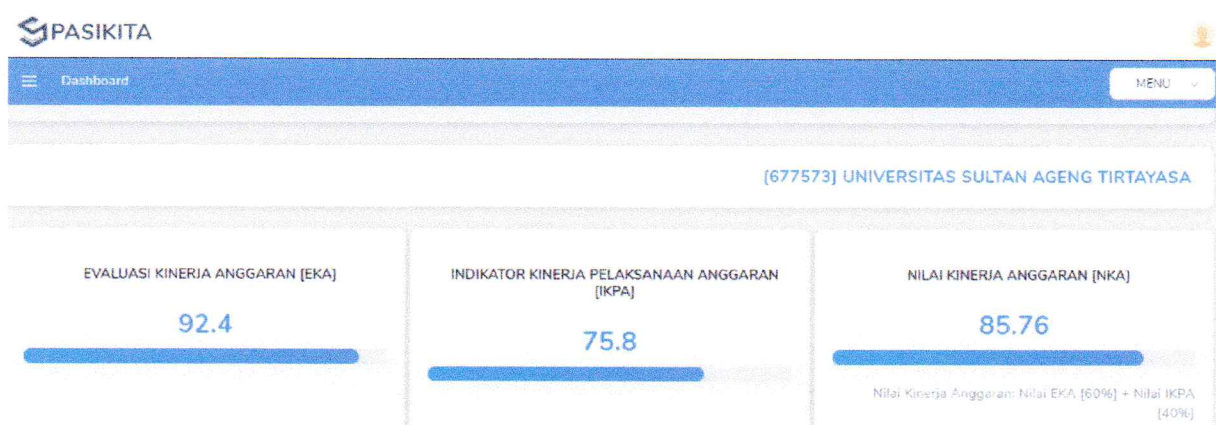 SPASIKITA
Dashboard
MENU
[677573] UNIVERSITAS SULTAN AGENG TIRTAYASA
EVALUASI KINERJA ANGGARAN [EKA]
92.4
INDIKATOR KINERJA PELAKSANAAN ANGGARAN
[IKPA]
75.8
NILAI KINERJA ANGGARAN [NKA]
85.76
Nilai Kinerja Anggaran: Nilai EKA [60%] + Nilai IKPA
[40%]